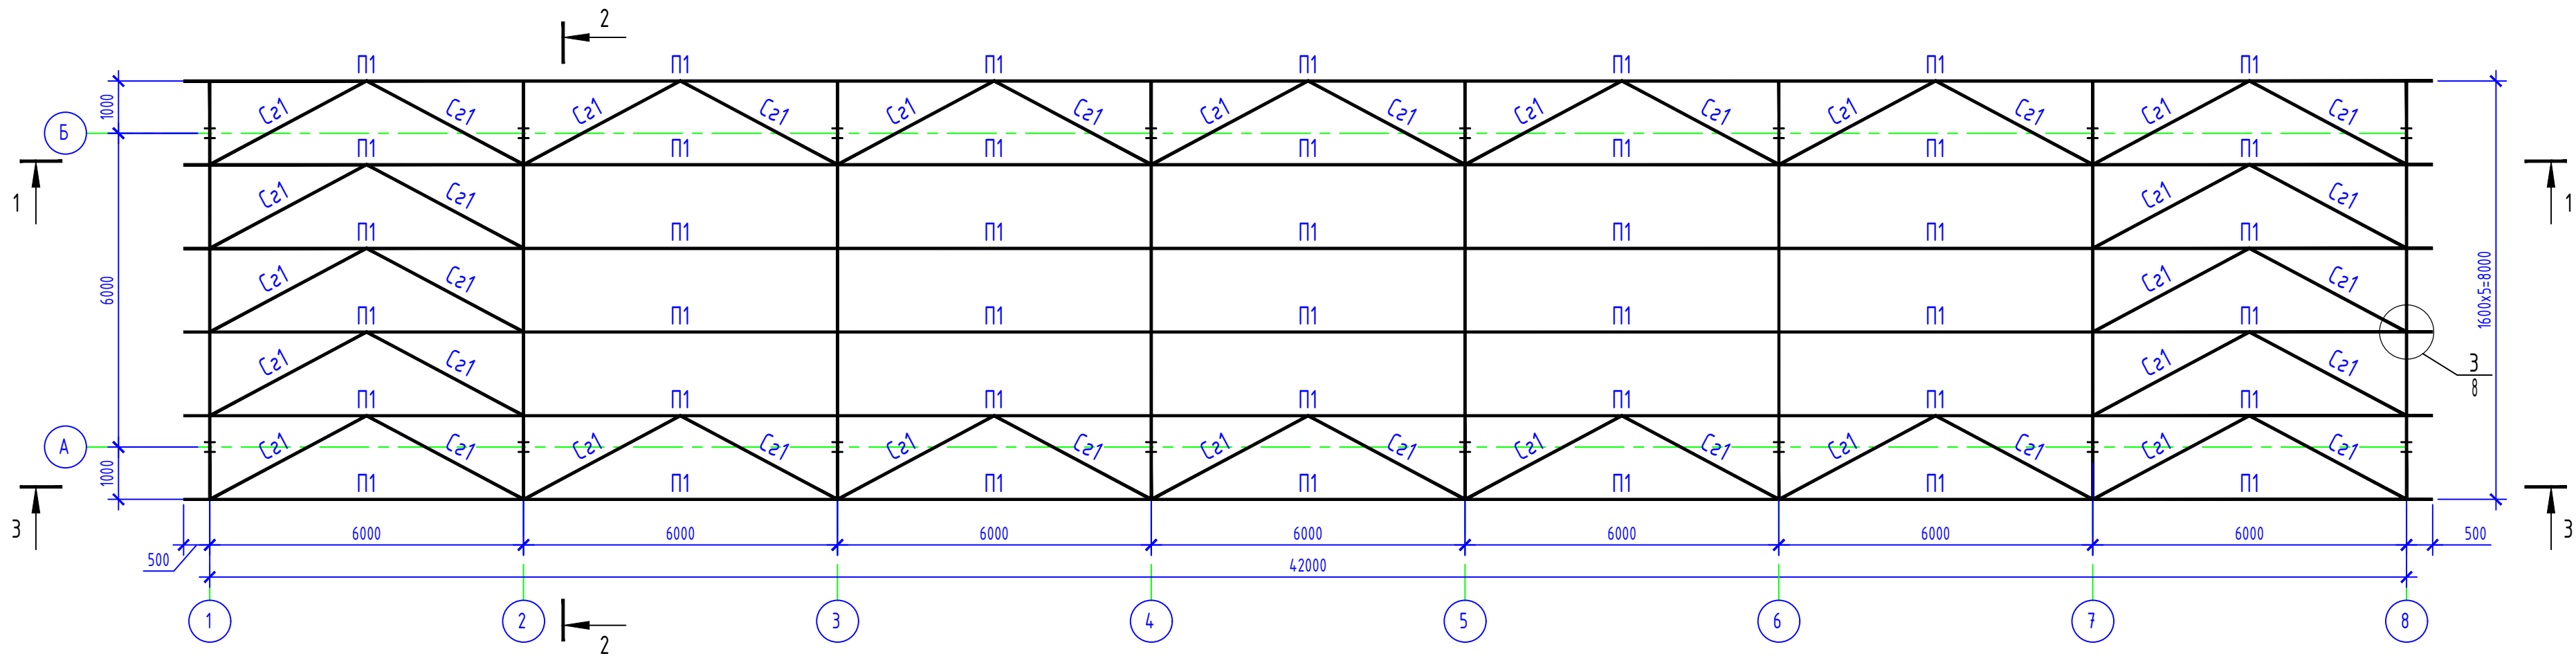 2
П1 П1 П1 П1 П1 П1 П1
1000
Сг1 Сг1 Сг1 Сг1 Сг1 Сг1 Сг1 Сг1 Сг1 Сг1 Сг1 Сг1 Сг1 Сг1
Б
П1 П1 П1 П1 П1 П1 П1
1 Сг1 Сг1 Сг1 Сг1 1
П1 П1 П1 П1 П1 П1 П1
6000 Сг1 Сг1 Сг1 Сг1 1600х5=8000
П1 П1 П1 П1 П1 П1 П1
Сг1 Сг1 Сг1 Сг1 3
8
П1 П1 П1 П1 П1 П1 П1
А Сг1 Сг1 Сг1 Сг1 Сг1 Сг1 Сг1 Сг1 Сг1 Сг1 Сг1 Сг1 Сг1 Сг1
1000 П1 П1 П1 П1 П1 П1 П1
3 6000 6000 6000 6000 6000 6000 6000 500 3
500
42000
1 2 3 4 5 6 7 8
2